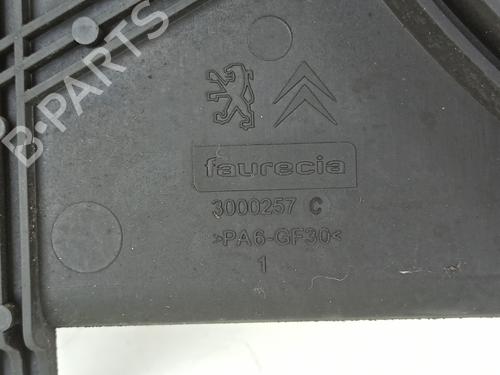 B-PARTS
faurecia
3000257 C
>PA6-GF30<
1